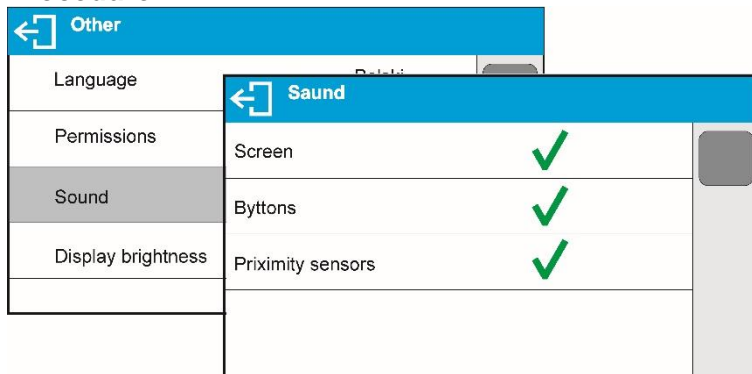 Other
Language
Permissions
Sound
Display brightness
Saund
Screen
Byttons
Priximity sensors